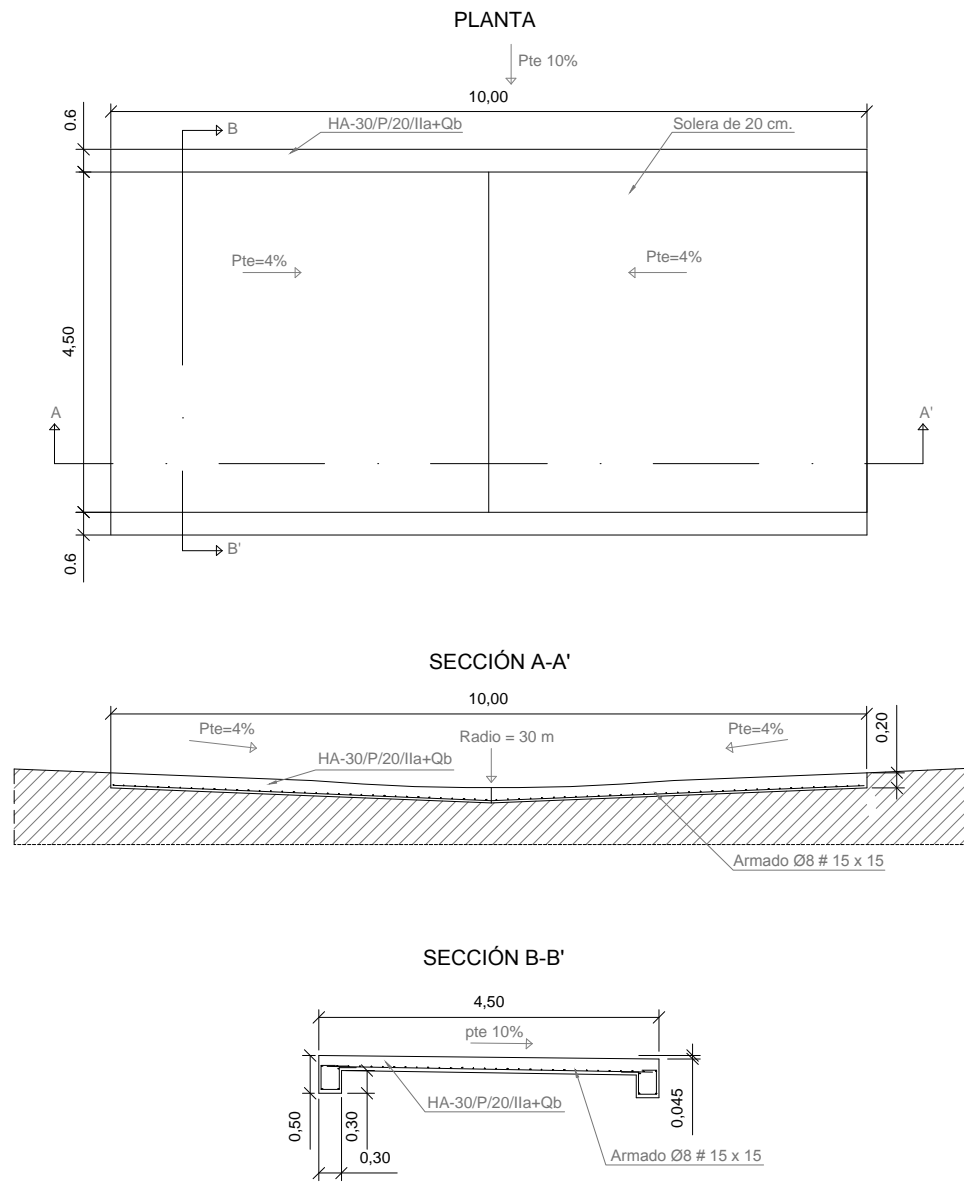 PLANTA
Pte 10%
10,00
0.6
HA-30/P/20/IIa+Qb
Solera de 20 cm.
B
Pte=4%
Pte=4%
4,50
A
A'
B'
0.6
SECCIÓN A-A'
10,00
Pte=4%
Radio = 30 m
Pte=4%
0,20
HA-30/P/20/IIa+Qb
Armado Ø8 # 15 x 15
SECCIÓN B-B'
4,50
pte 10%
HA-30/P/20/IIa+Qb
0,50
0,30
0,30
0,045
Armado Ø8 # 15 x 15